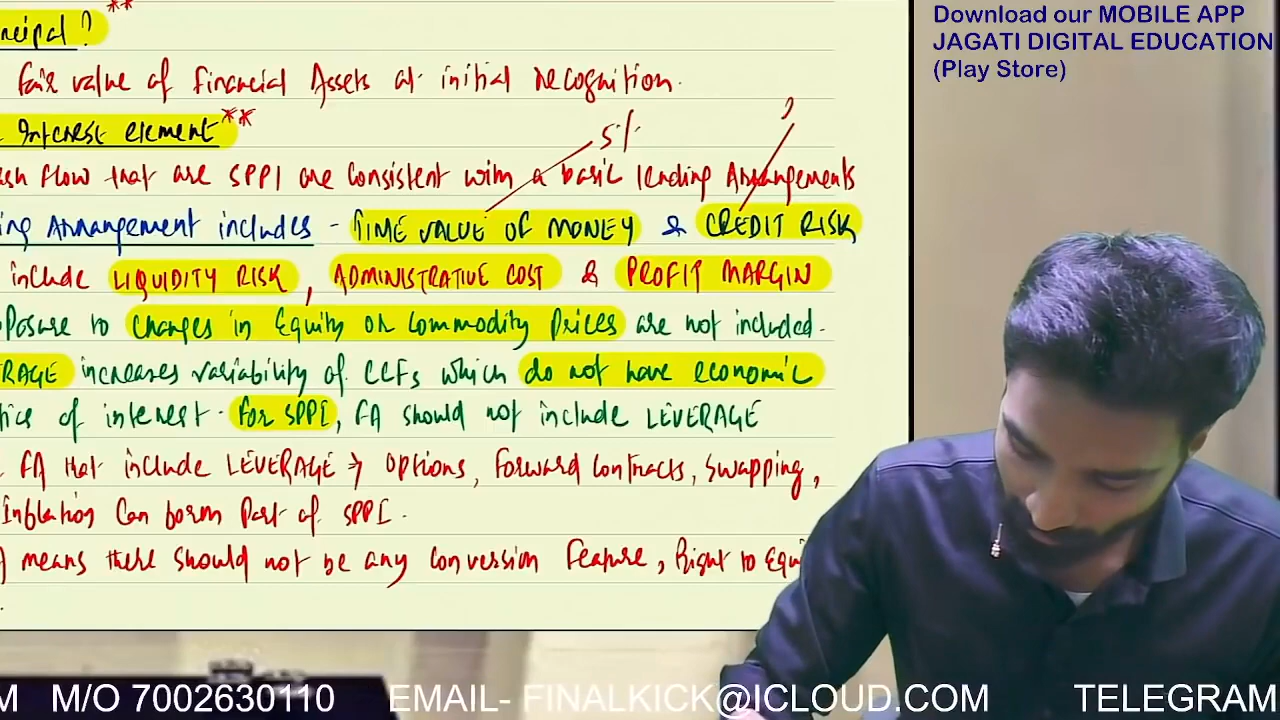 ncipal?**
fair value of Financial Assets at initial recognition.
Interest element**
5%
?
ash flow that are SPPI are consistent with a basic lending Arrangements
ing Arrangement includes - TIME VALUE OF MONEY & CREDIT RISK
include LIQUIDITY RISK, ADMINISTRATIVE COST & PROFIT MARGIN
xposure to changes in Equity or Commodity Prices are not included.
RAGE increases variability of CCFs which do not have economic
tics of interest. For SPPI, FA should not include LEVERAGE
FA that include LEVERAGE → Options, Forward Contracts, Swapping,
Inflation Can form Part of SPPI.
A means there should not be any conversion Feature, Right to Equi
Download our MOBILE APP
JAGATI DIGITAL EDUCATION
(Play Store)
M M/O 7002630110 EMAIL- FINALKICK@ICLOUD.COM TELEGRAM